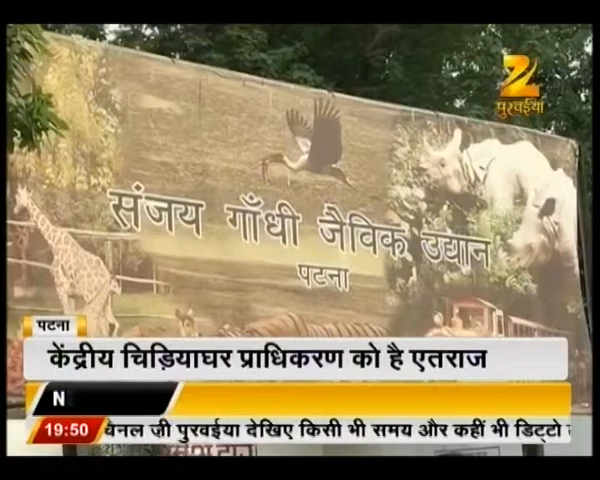 पुरवईया
संजय गाँधी जैविक उद्यान
पटना
पटना
केंद्रीय चिड़ियाघर प्राधिकरण को है एतराज
N
19:50 चैनल ज़ी पुरवईया देखिए किसी भी समय और कहीं भी डिट्टो